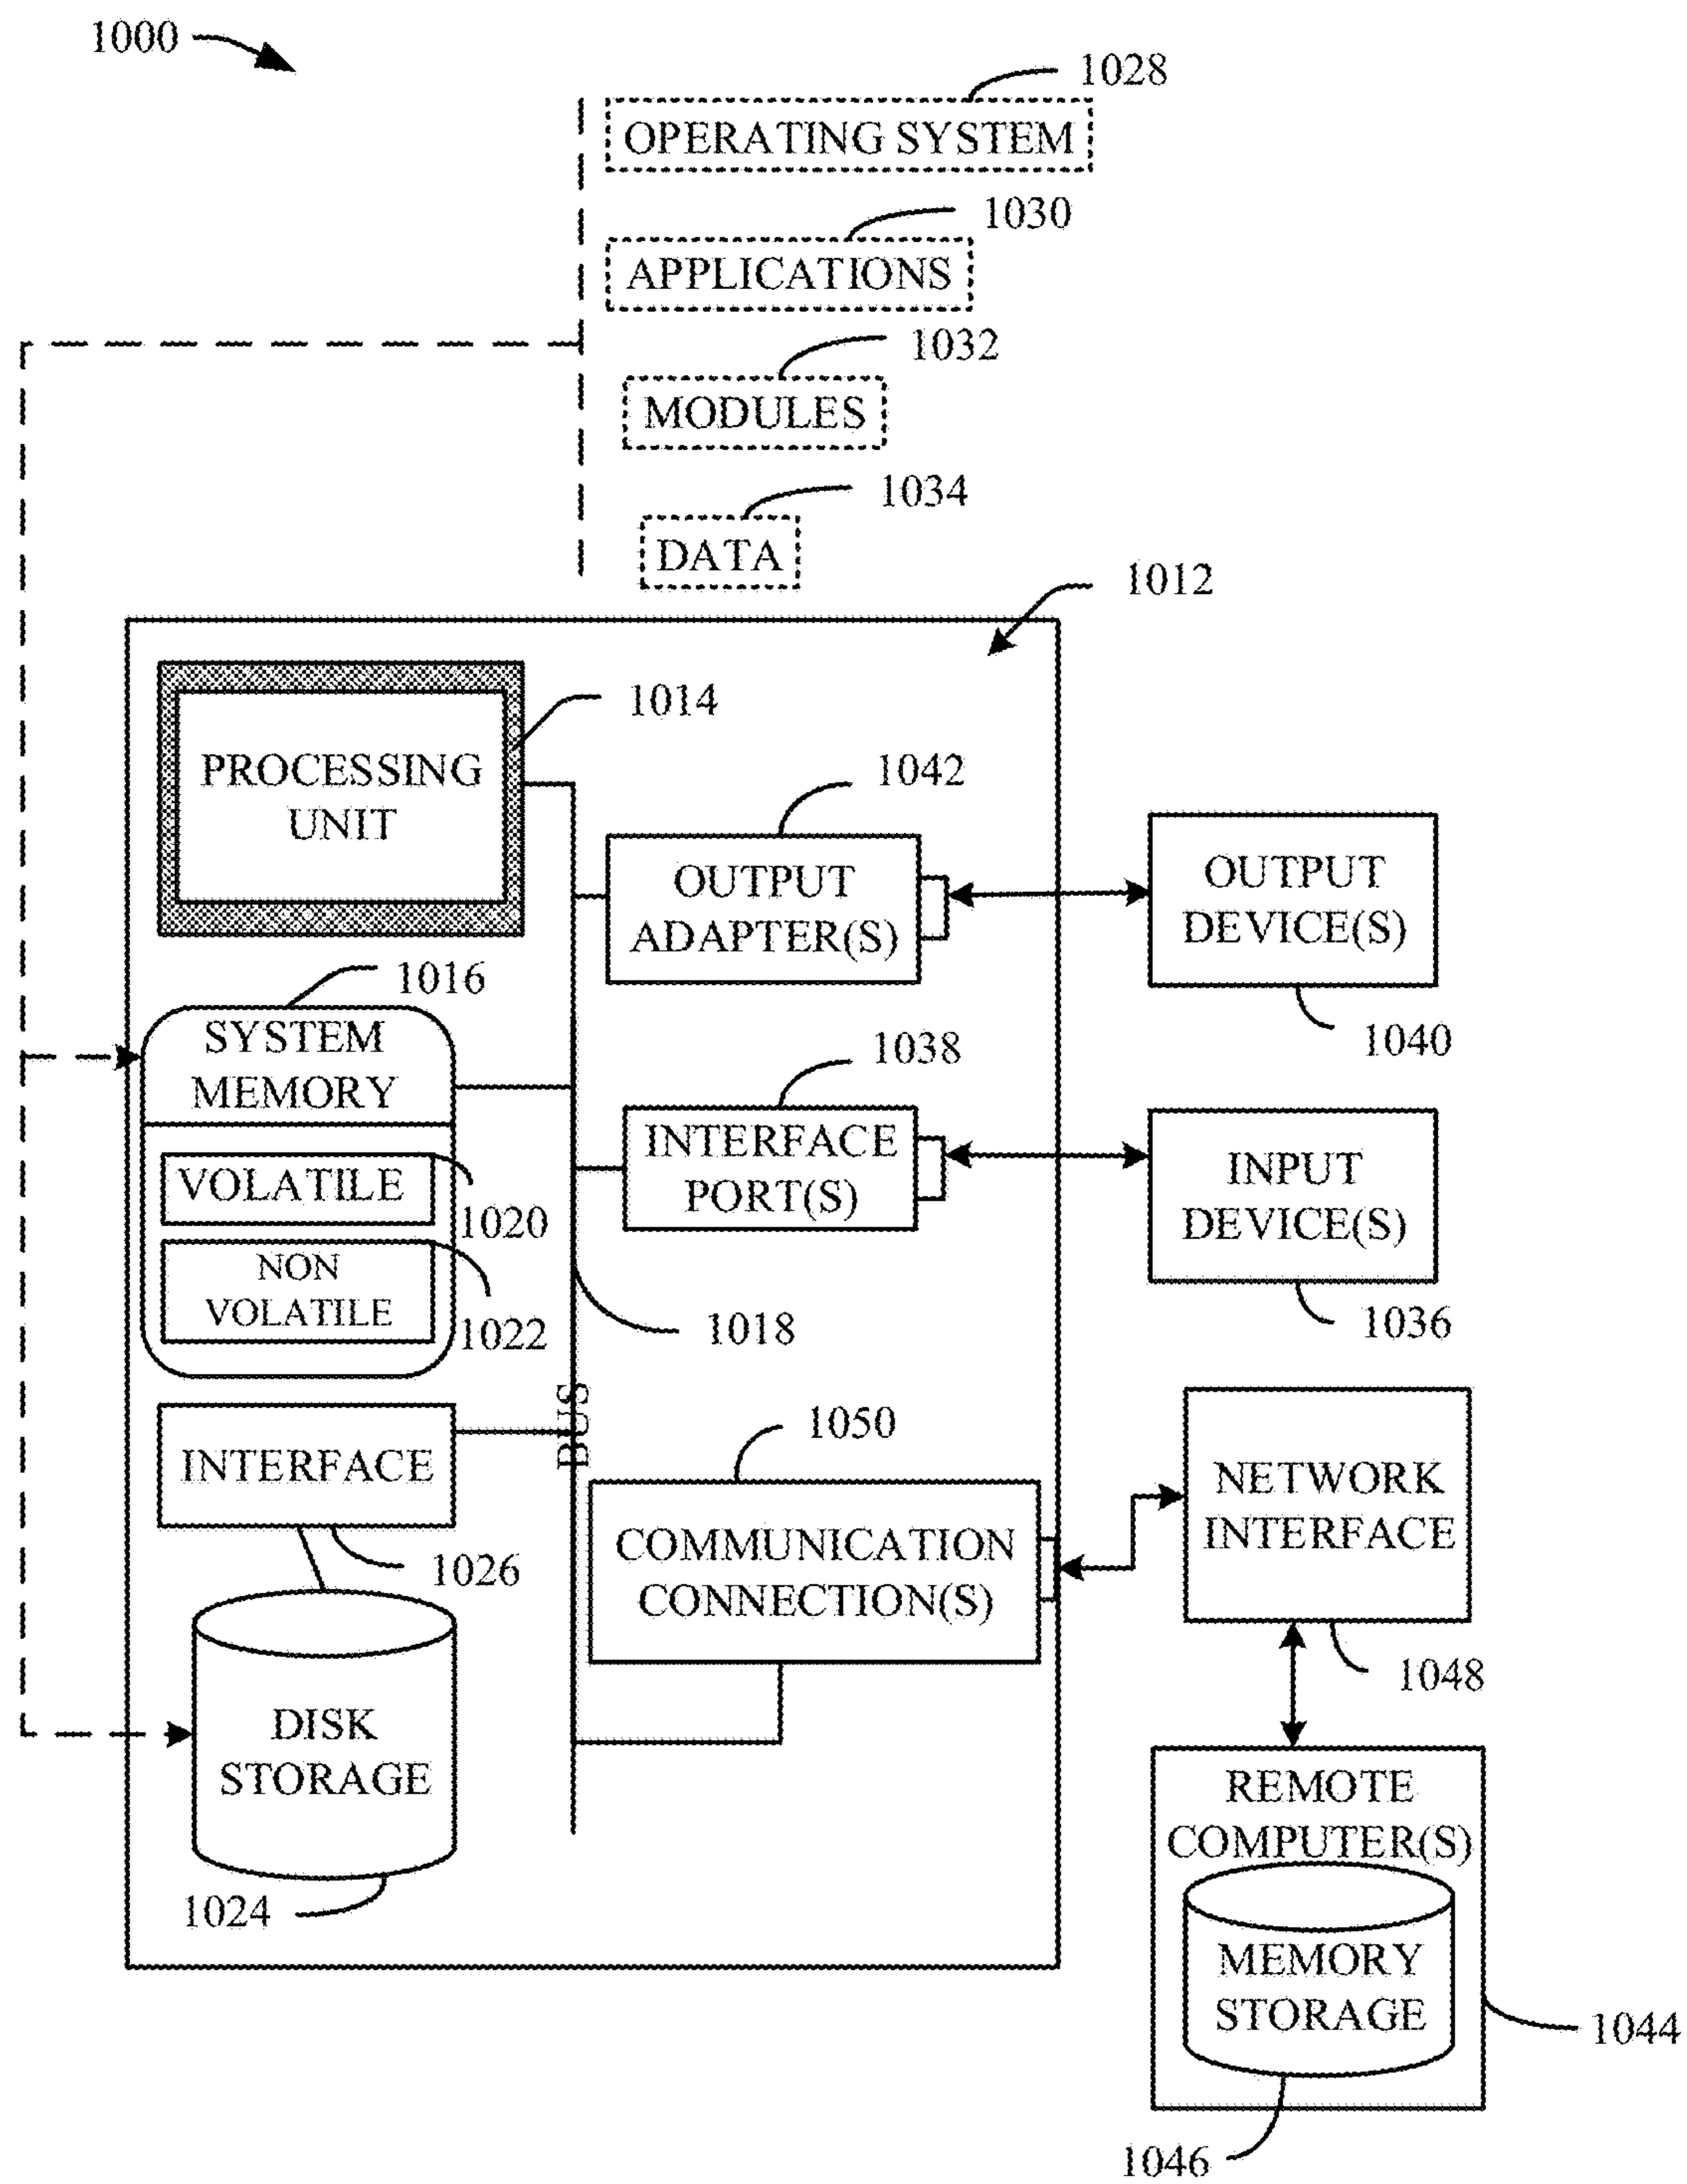 1000
1028
OPERATING SYSTEM
1030
APPLICATIONS
1032
MODULES
1034
DATA
1012
PROCESSING
UNIT
1014
1042
OUTPUT
ADAPTER(S)
OUTPUT
DEVICE(S)
1040
1016
SYSTEM
MEMORY
VOLATILE
1020
NON
VOLATILE
1022
1038
INTERFACE
PORT(S)
INPUT
DEVICE(S)
1036
1018
BUS
INTERFACE
1026
1050
COMMUNICATION
CONNECTION(S)
NETWORK
INTERFACE
1048
DISK
STORAGE
1024
REMOTE
COMPUTER(S)
MEMORY
STORAGE
1044
1046